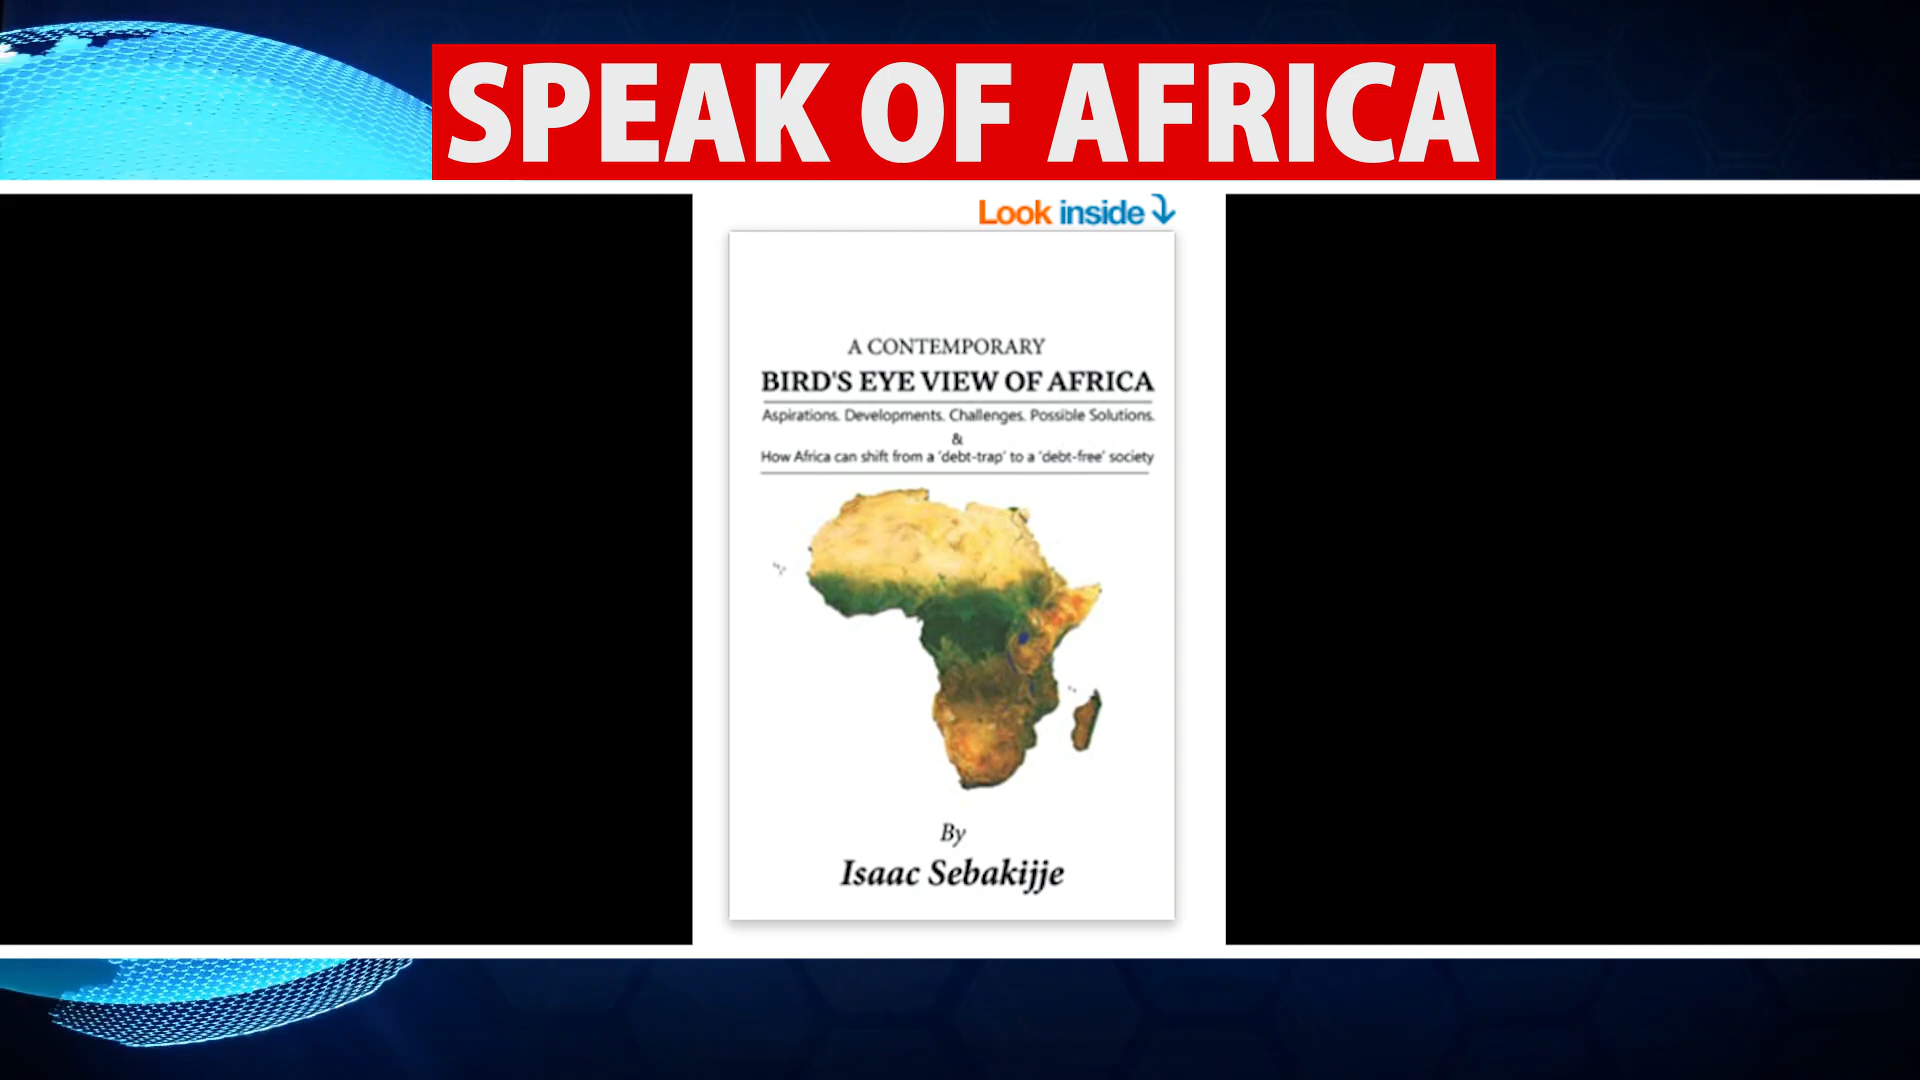 SPEAK OF AFRICA
Look inside
A CONTEMPORARY
BIRD'S EYE VIEW OF AFRICA
Aspirations. Developments. Challenges. Possible Solutions.
&
How Africa can shift from a 'debt-trap' to a 'debt-free' society
By
Isaac Sebakijje